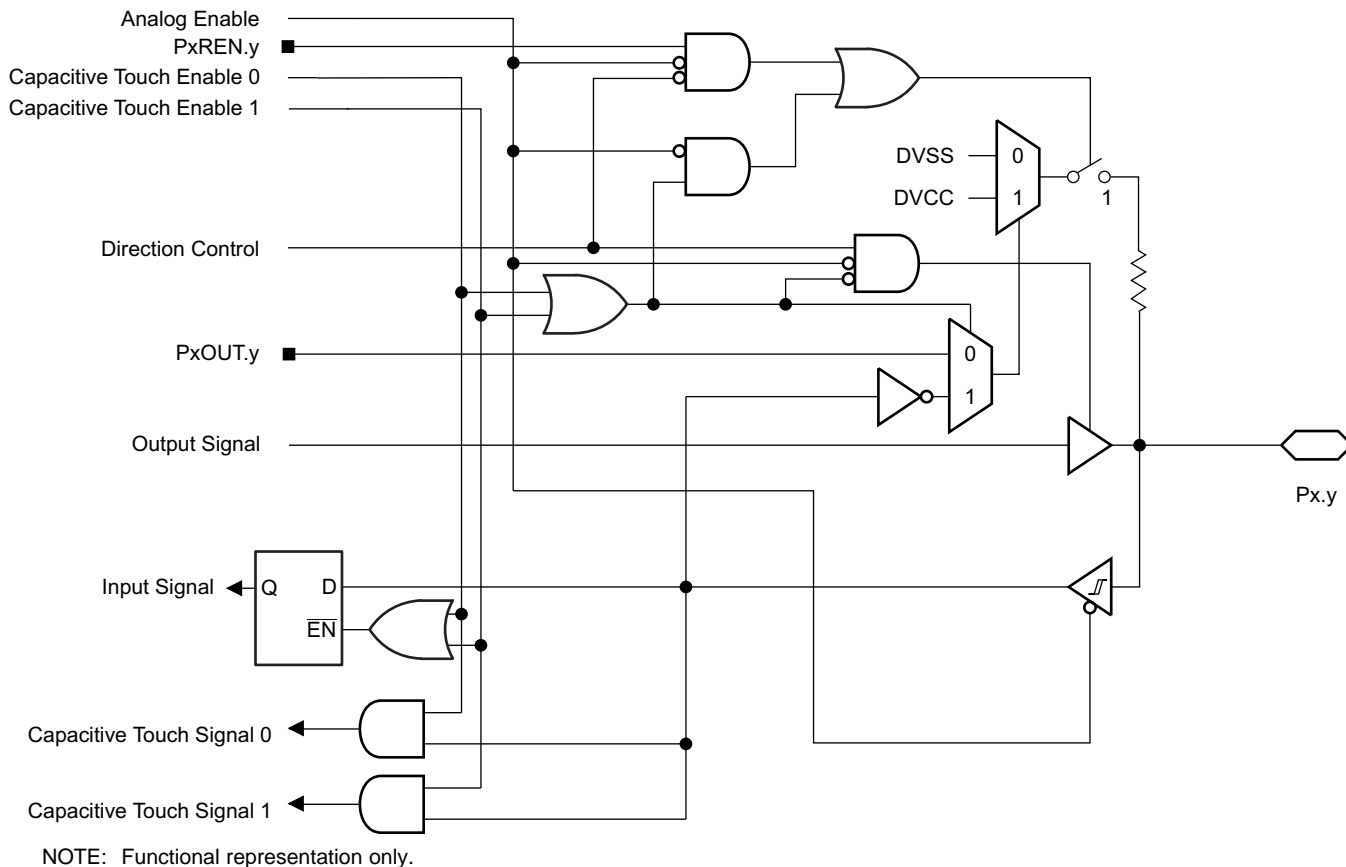 Analog Enable
PxREN.y
Capacitive Touch Enable 0
Capacitive Touch Enable 1
DVSS
0
DVCC
1
1
Direction Control
PxOUT.y
0
1
Output Signal
Px.y
Input Signal
Q
D
EN
Capacitive Touch Signal 0
Capacitive Touch Signal 1
NOTE: Functional representation only.